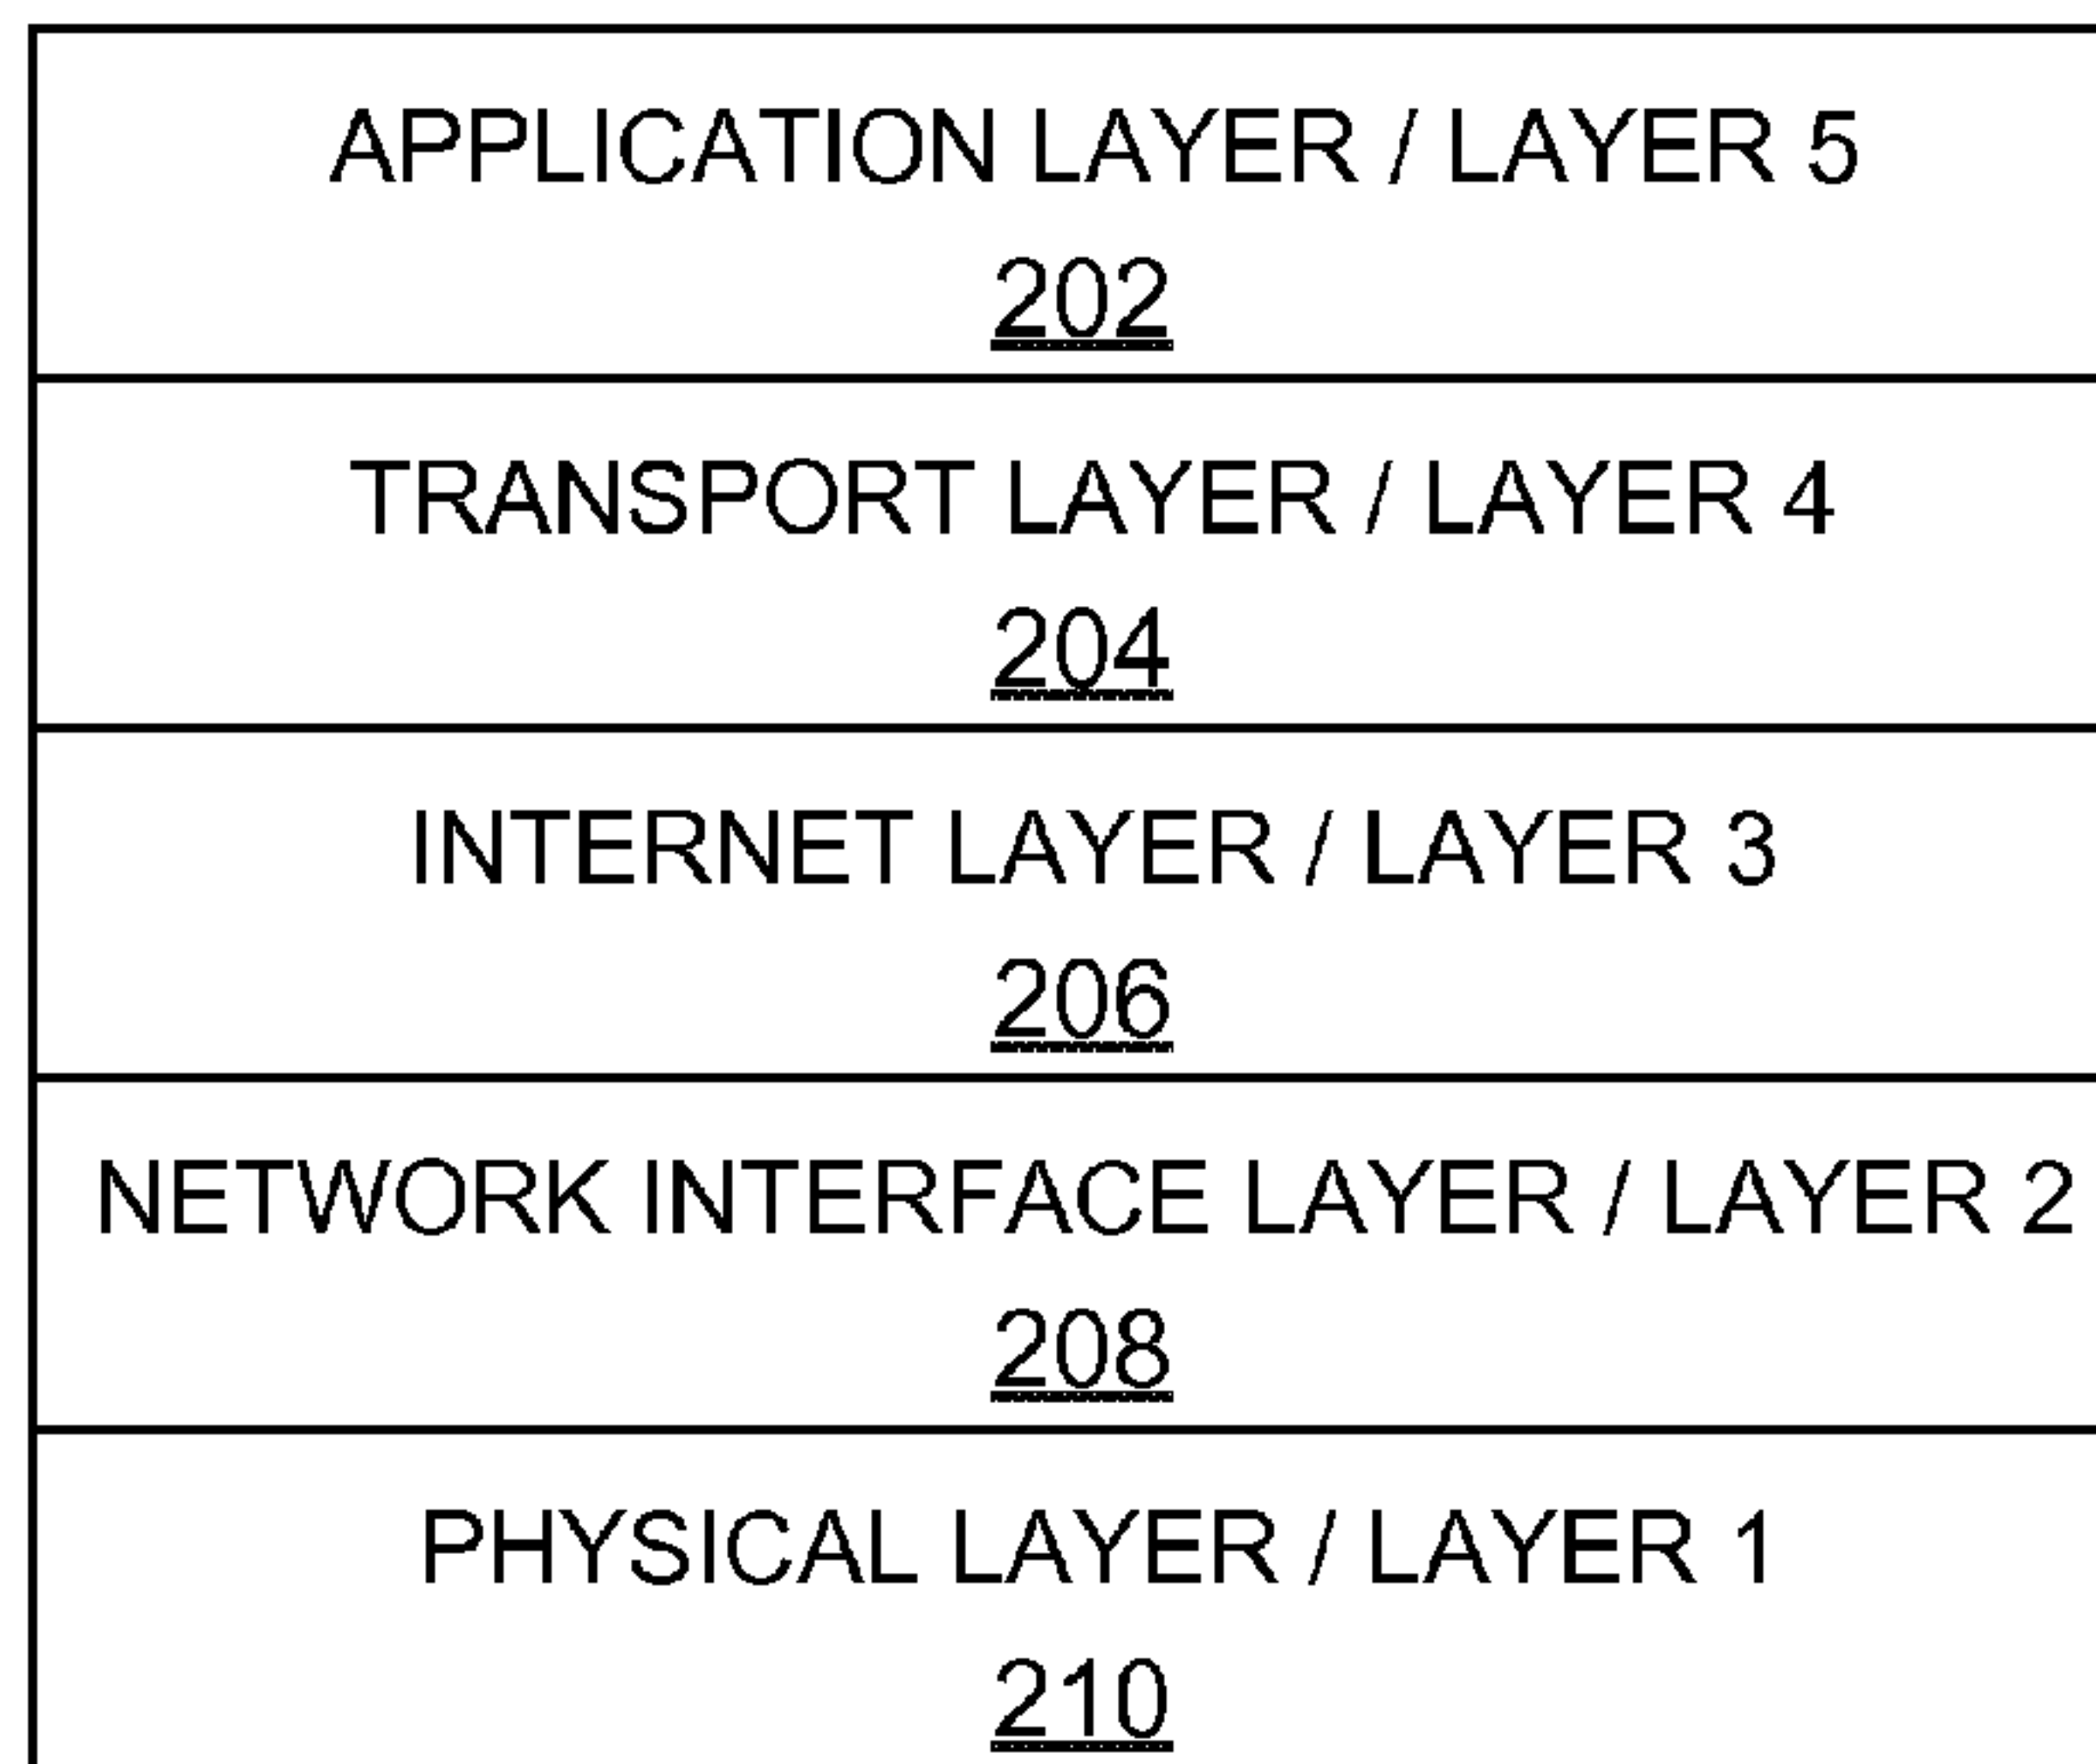 APPLICATION LAYER / LAYER 5
202
TRANSPORT LAYER / LAYER 4
204
INTERNET LAYER / LAYER 3
206
NETWORK INTERFACE LAYER / LAYER 2
208
PHYSICAL LAYER / LAYER 1
210